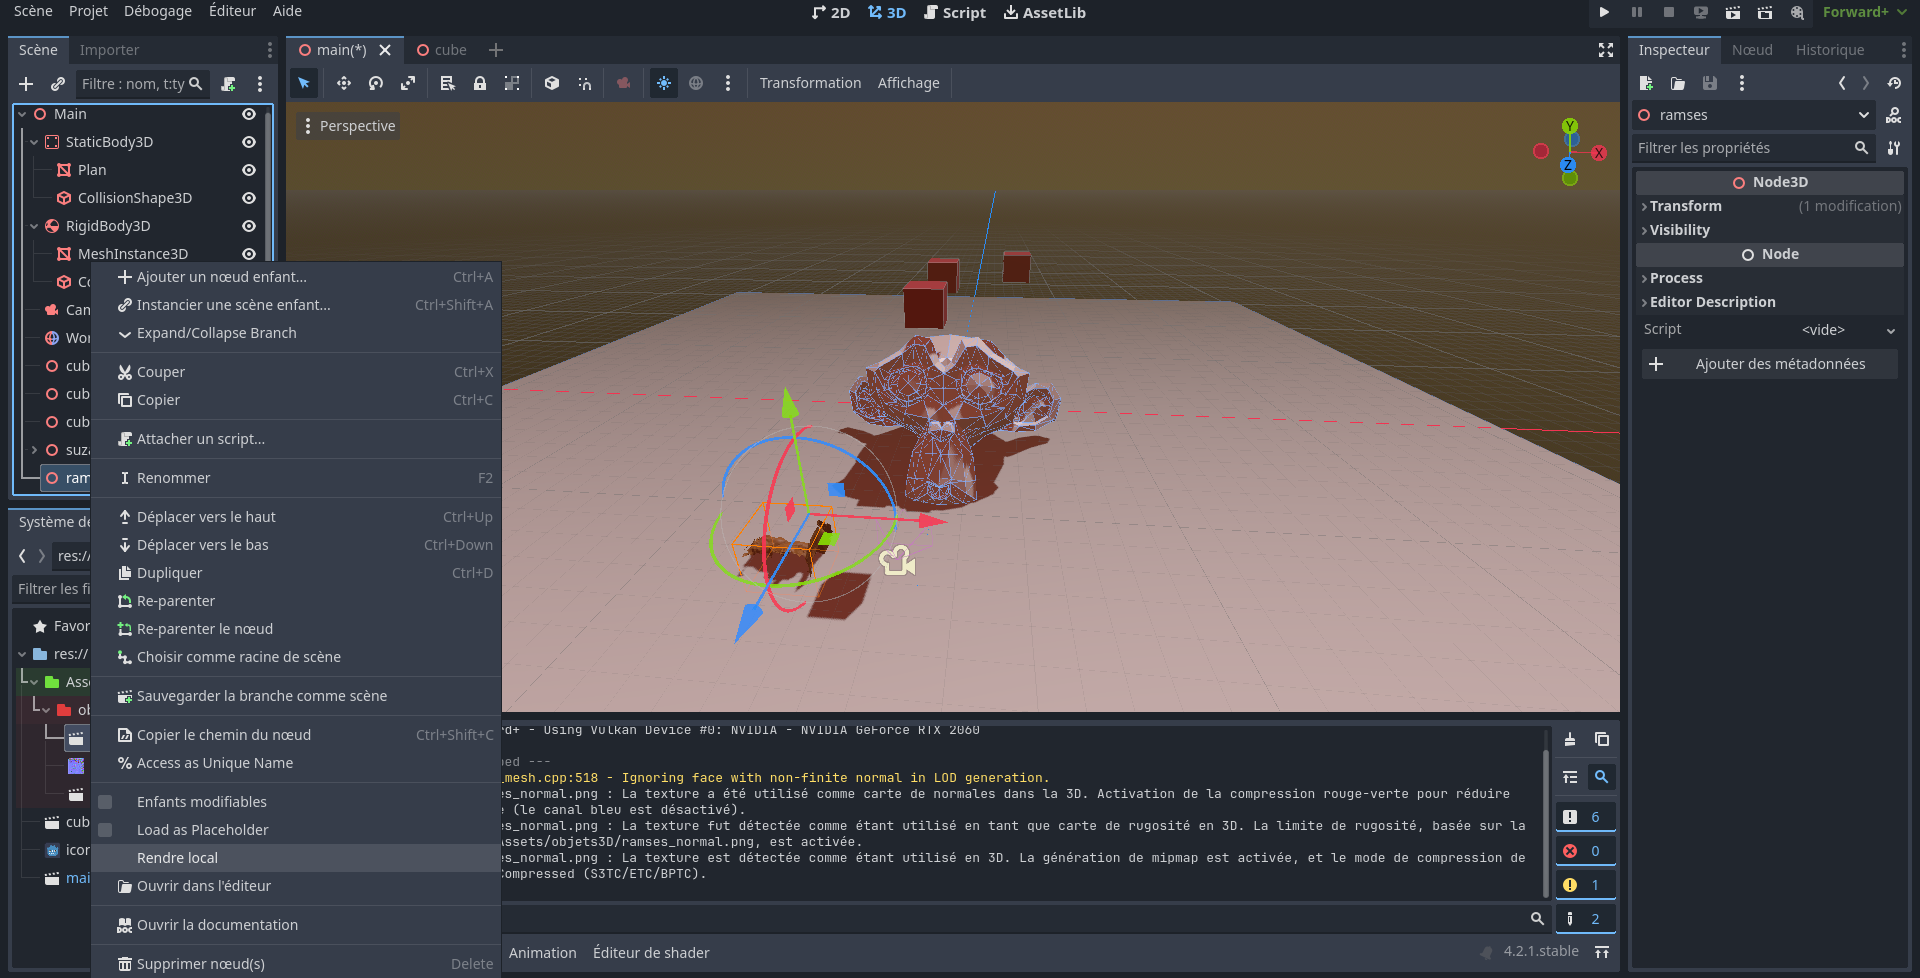 Scène Projet Débogage Éditeur Aide
2D 3D Script AssetLib
Forward+
Scène Importer
main(*) cube
Inspecteur Nœud Historique
Filtre : nom, t:ty
Transformation Affichage
Main
StaticBody3D
Plan
CollisionShape3D
RigidBody3D
MeshInstance3D
Co
Cam
Wor
cub
cub
cub
suz
ram
Perspective
Y
X
Z
ramses
DOC
Filtrer les propriétés
Node3D
Transform (1 modification)
Visibility
Node
Process
Editor Description
Script <vide>
Ajouter des métadonnées
Ajouter un nœud enfant... Ctrl+A
Instancier une scène enfant... Ctrl+Shift+A
Expand/Collapse Branch
Couper Ctrl+X
Copier Ctrl+C
Attacher un script...
Renommer F2
Déplacer vers le haut Ctrl+Up
Déplacer vers le bas Ctrl+Down
Dupliquer Ctrl+D
Re-parenter
Re-parenter le nœud
Choisir comme racine de scène
Sauvegarder la branche comme scène
Copier le chemin du nœud Ctrl+Shift+C
Access as Unique Name
Enfants modifiables
Load as Placeholder
Rendre local
Ouvrir dans l'éditeur
Ouvrir la documentation
Supprimer nœud(s) Delete
Système de
res://
Filtrer les fi
Favor
res://
Asse
ob
cub
icon
mai
rd+ - Using Vulkan Device #0: NVIDIA - NVIDIA GeForce RTX 2060
ped ---
_mesh.cpp:518 - Ignoring face with non-finite normal in LOD generation.
es_normal.png : La texture a été utilisé comme carte de normales dans la 3D. Activation de la compression rouge-verte pour réduire
e (le canal bleu est désactivé).
es_normal.png : La texture fut détectée comme étant utilisé en tant que carte de rugosité en 3D. La limite de rugosité, basée sur la
Assets/objets3D/ramses_normal.png, est activée.
es_normal.png : La texture est détectée comme étant utilisé en 3D. La génération de mipmap est activée, et le mode de compression de
Compressed (S3TC/ETC/BPTC).
6
0
1
2
Animation Éditeur de shader
4.2.1.stable